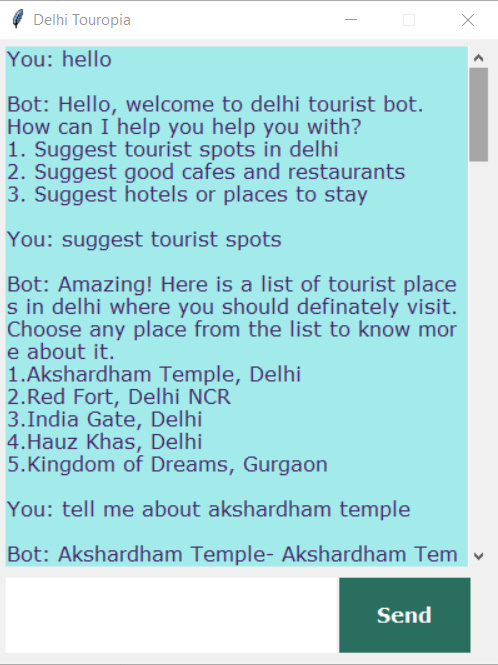 Delhi Touropia
You: hello
Bot: Hello, welcome to delhi tourist bot.
How can I help you help you with?
1. Suggest tourist spots in delhi
2. Suggest good cafes and restaurants
3. Suggest hotels or places to stay
You: suggest tourist spots
Bot: Amazing! Here is a list of tourist place
s in delhi where you should definately visit.
Choose any place from the list to know mor
e about it.
1.Akshardham Temple, Delhi
2.Red Fort, Delhi NCR
3.India Gate, Delhi
4.Hauz Khas, Delhi
5.Kingdom of Dreams, Gurgaon
You: tell me about akshardham temple
Bot: Akshardham Temple- Akshardham Tem
Send